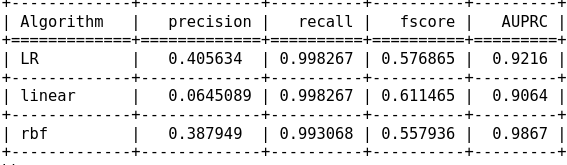 +-------------+-------------+----------+----------+---------+
| Algorithm   |   precision |   recall |   fscore |   AUPRC |
+=============+=============+==========+==========+=========+
| LR          |   0.405634  | 0.998267 | 0.576865 |  0.9216 |
+-------------+-------------+----------+----------+---------+
| linear      |   0.0645089 | 0.998267 | 0.611465 |  0.9064 |
+-------------+-------------+----------+----------+---------+
| rbf         |   0.387949  | 0.993068 | 0.557936 |  0.9867 |
+-------------+-------------+----------+----------+---------+